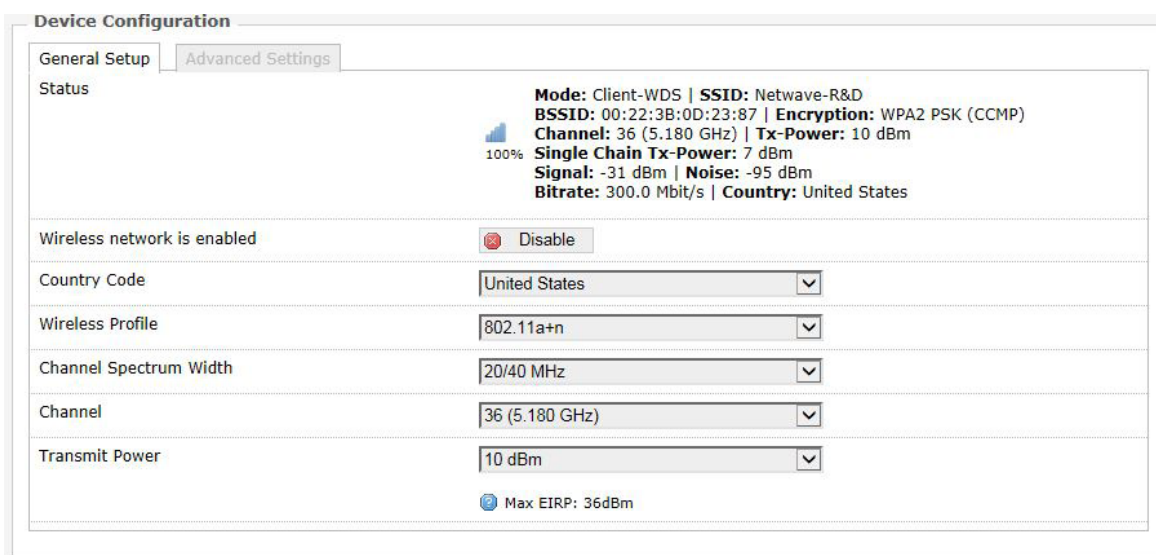 Device Configuration
General Setup
Advanced Settings
Status
Mode: Client-WDS | SSID: Netwave-R&D
BSSID: 00:22:3B:0D:23:87 | Encryption: WPA2 PSK (CCMP)
Channel: 36 (5.180 GHz) | Tx-Power: 10 dBm
100% Single Chain Tx-Power: 7 dBm
Signal: -31 dBm | Noise: -95 dBm
Bitrate: 300.0 Mbit/s | Country: United States
Wireless network is enabled Disable
Country Code United States
Wireless Profile 802.11a+n
Channel Spectrum Width 20/40 MHz
Channel 36 (5.180 GHz)
Transmit Power 10 dBm
Max EIRP: 36dBm